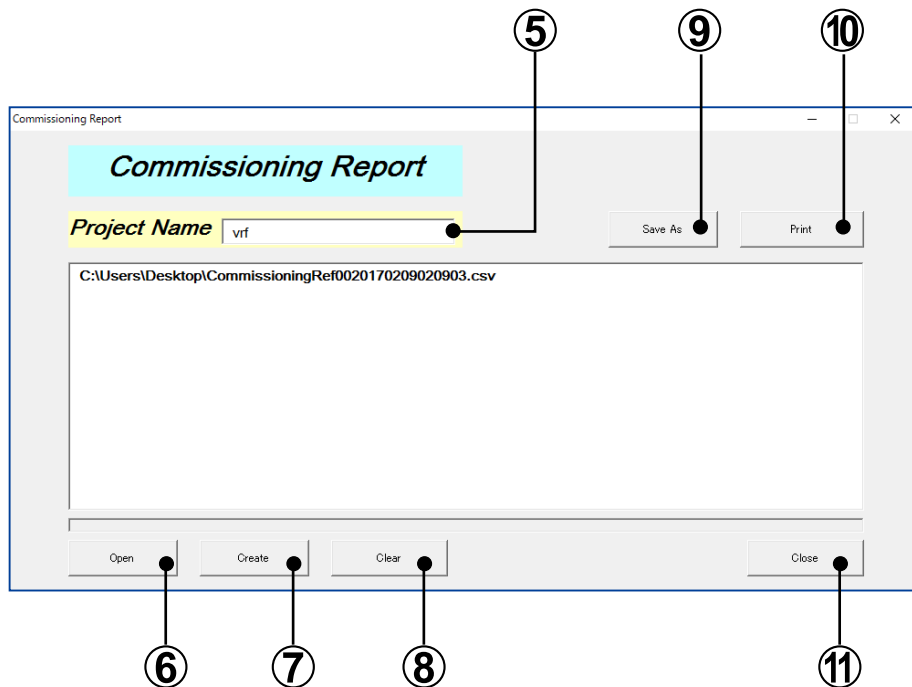 ⑤ ⑨ ⑩
Commissioning Report
Commissioning Report
Project Name vrf
Save As Print
C:\Users\Desktop\CommissioningRef0020170209020903.csv
Open Create Clear Close
⑥ ⑦ ⑧ ⑪